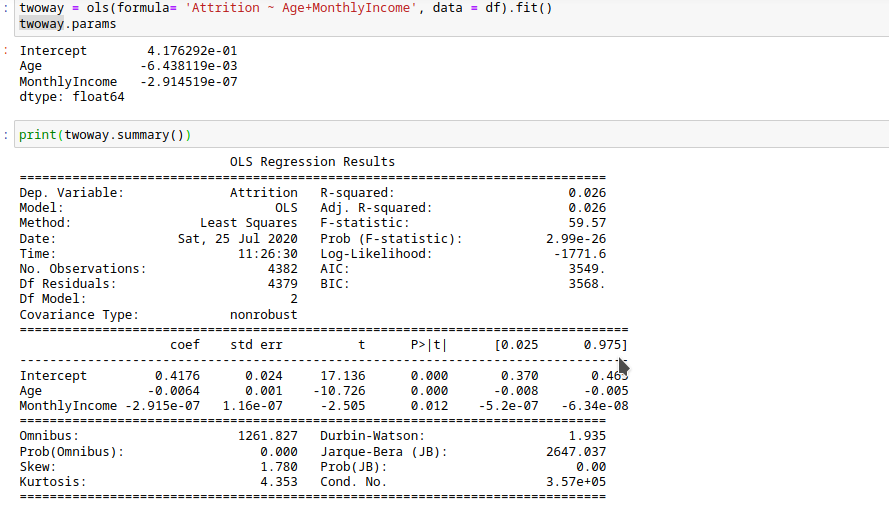 : twoway = ols(formula= 'Attrition ~ Age+MonthlyIncome', data = df).fit()
twoway.params
: Intercept        4.176292e-01
Age             -6.438119e-03
MonthlyIncome   -2.914519e-07
dtype: float64
: print(twoway.summary())
                            OLS Regression Results
==============================================================================
Dep. Variable:              Attrition   R-squared:                       0.026
Model:                            OLS   Adj. R-squared:                  0.026
Method:                 Least Squares   F-statistic:                     59.57
Date:                Sat, 25 Jul 2020   Prob (F-statistic):           2.99e-26
Time:                        11:26:30   Log-Likelihood:                -1771.6
No. Observations:                4382   AIC:                             3549.
Df Residuals:                    4379   BIC:                             3568.
Df Model:                           2
Covariance Type:            nonrobust
=================================================================================
                    coef    std err          t      P>|t|      [0.025      0.975]
---------------------------------------------------------------------------------
Intercept         0.4176      0.024     17.136      0.000       0.370       0.465
Age              -0.0064      0.001    -10.726      0.000      -0.008      -0.005
MonthlyIncome -2.915e-07   1.16e-07     -2.505      0.012    -5.2e-07   -6.34e-08
==============================================================================
Omnibus:                     1261.827   Durbin-Watson:                   1.935
Prob(Omnibus):                  0.000   Jarque-Bera (JB):             2647.037
Skew:                           1.780   Prob(JB):                         0.00
Kurtosis:                       4.353   Cond. No.                     3.57e+05
==============================================================================